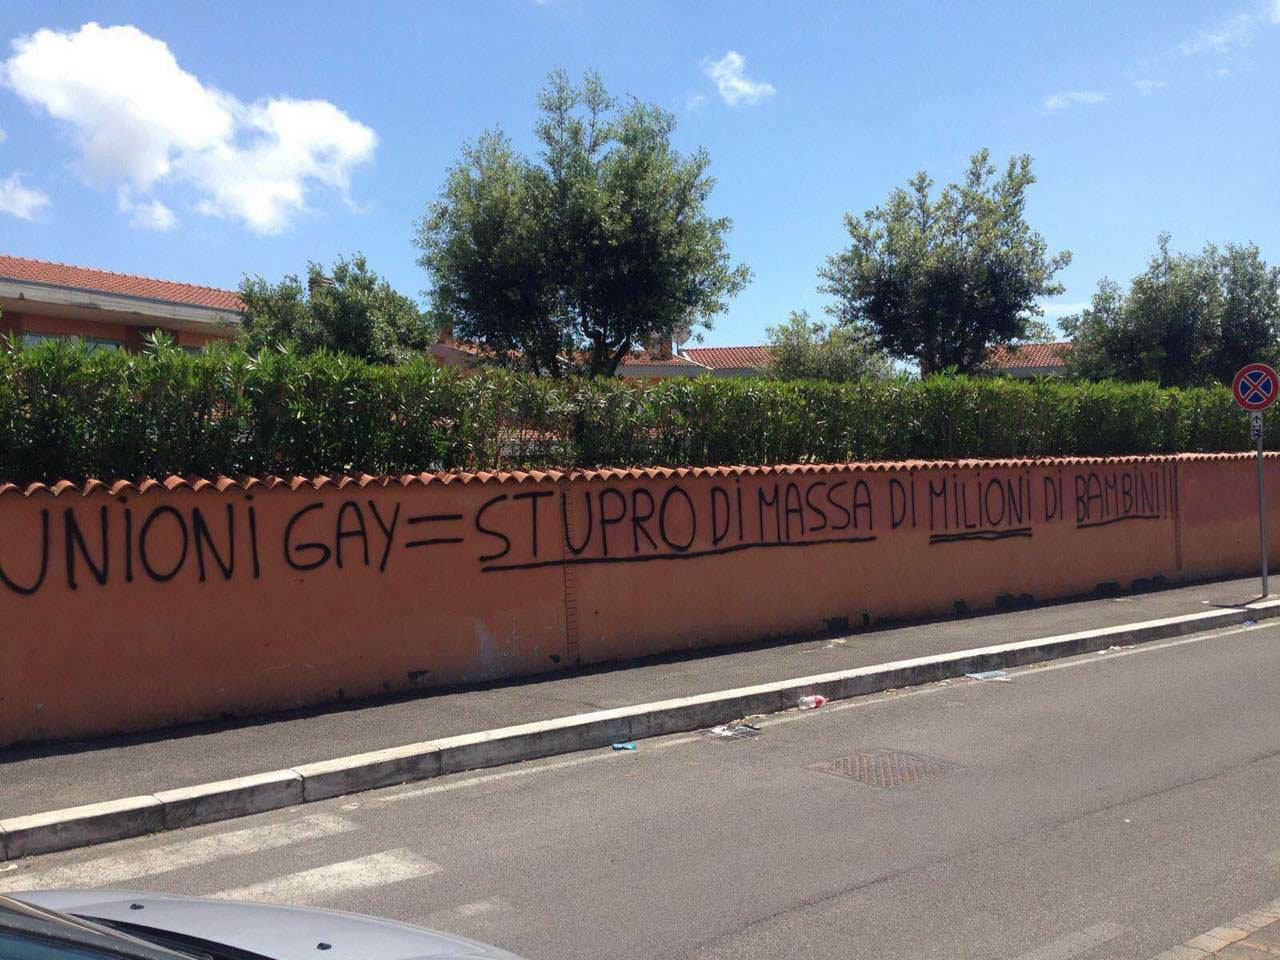 UNIONI GAY = STUPRO DI MASSA DI MILIONI DI BAMBINI!!